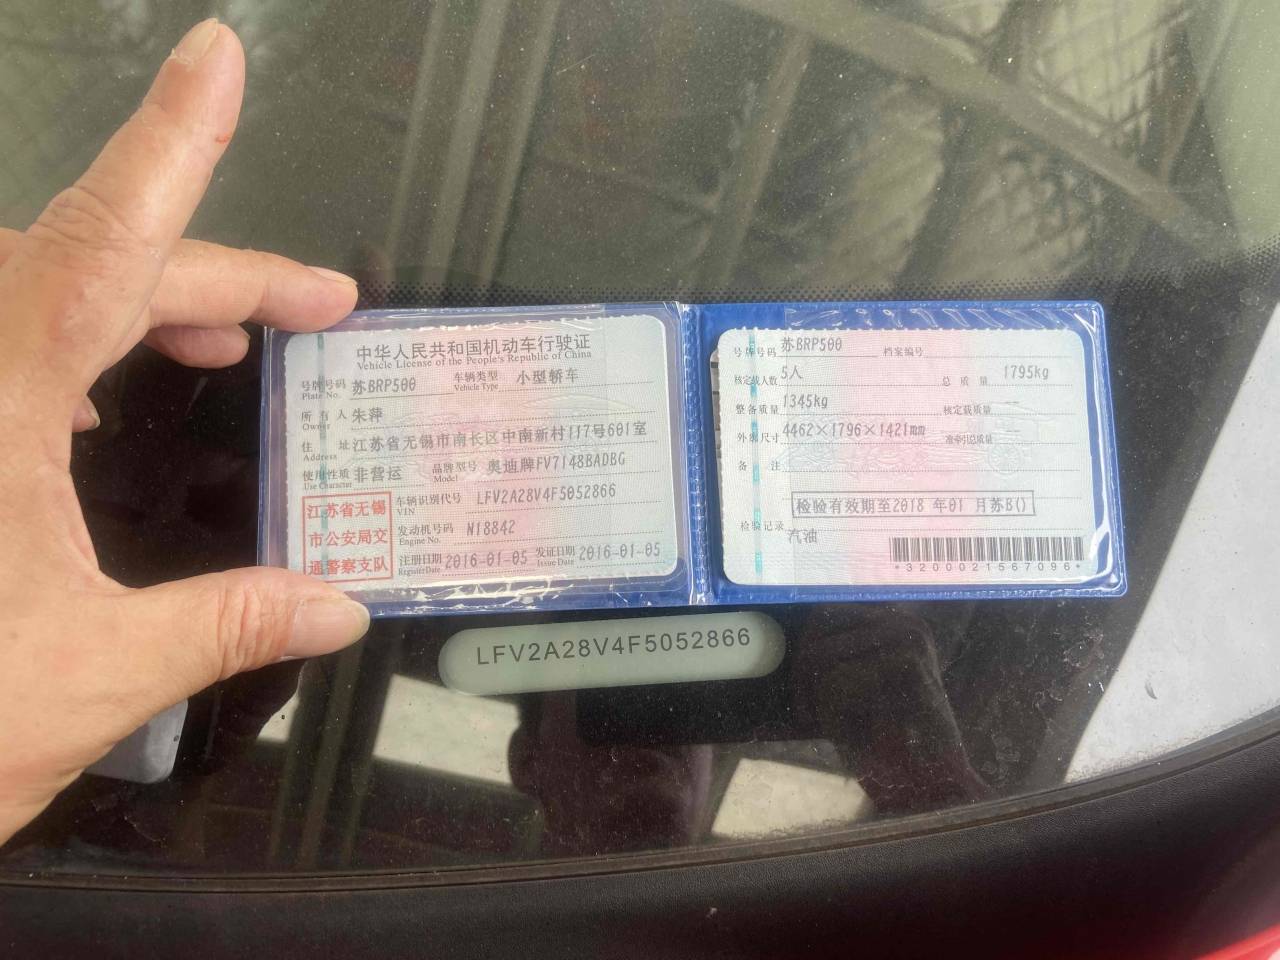 中华人民共和国机动车行驶证
Vehicle License of the People's Republic of China
号牌号码 苏BRP500 车辆类型 小型轿车
Plate No. Vehicle Type
所有人 朱萍
Owner
住址 江苏省无锡市南长区中南新村117号601室
Address
使用性质 非营运 品牌型号 奥迪牌FV7148BADBG
Use Character Model
江苏省无锡
市公安局交
通警察支队
车辆识别代号 LFV2A28V4F5052866
VIN
发动机号码 N18842
Engine No.
注册日期 2016-01-05 发证日期 2016-01-05
Register Date Issue Date
号牌号码 苏BRP500 档案编号
核定载人数 5人 总质量 1795kg
整备质量 1345kg 核定载质量 --
外廓尺寸 4462×1796×1421 准牵引总质量 --
备注
检验有效期至2018 年01 月苏B()
检验记录
汽油
*3200021567096*
LFV2A28V4F5052866